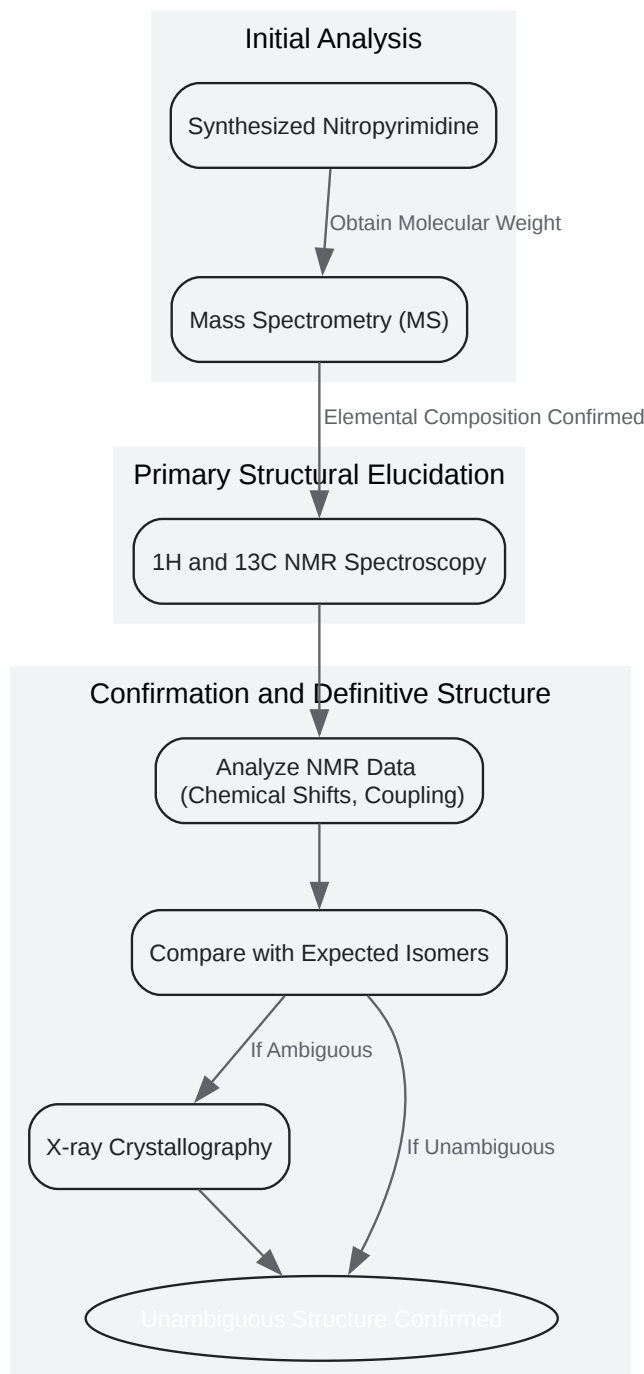 Initial Analysis
Synthesized Nitropyrimidine
Obtain Molecular Weight
Mass Spectrometry (MS)
Elemental Composition Confirmed
Primary Structural Elucidation
1H and 13C NMR Spectroscopy
Confirmation and Definitive Structure
Analyze NMR Data
(Chemical Shifts, Coupling)
Compare with Expected Isomers
If Ambiguous
X-ray Crystallography
If Unambiguous
Unambiguous Structure Confirmed